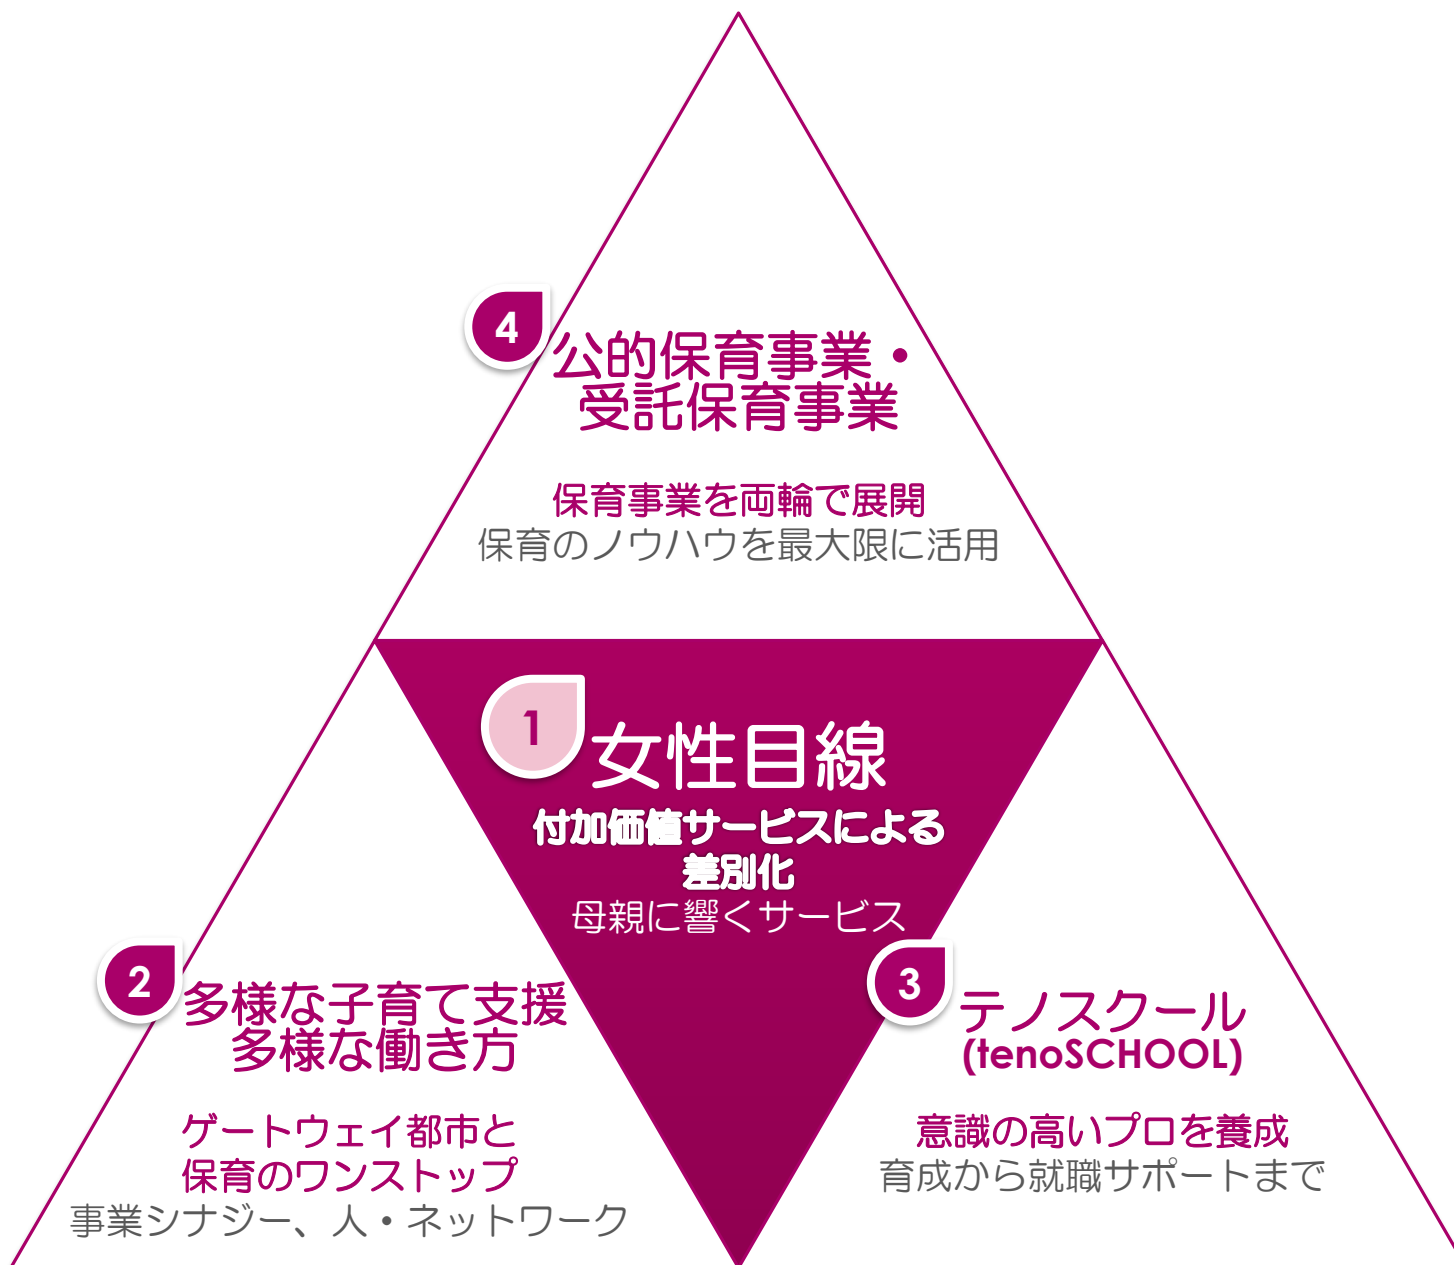 4
公的保育事業・
受託保育事業
保育事業を両輪で展開
保育のノウハウを最大限に活用
1
女性目線
付加価値サービスによる
差別化
母親に響くサービス
2
多様な子育て支援
多様な働き方
ゲートウェイ都市と
保育のワンストップ
事業シナジー、人・ネットワーク
3
テノスクール
(tenoSCHOOL)
意識の高いプロを養成
育成から就職サポートまで